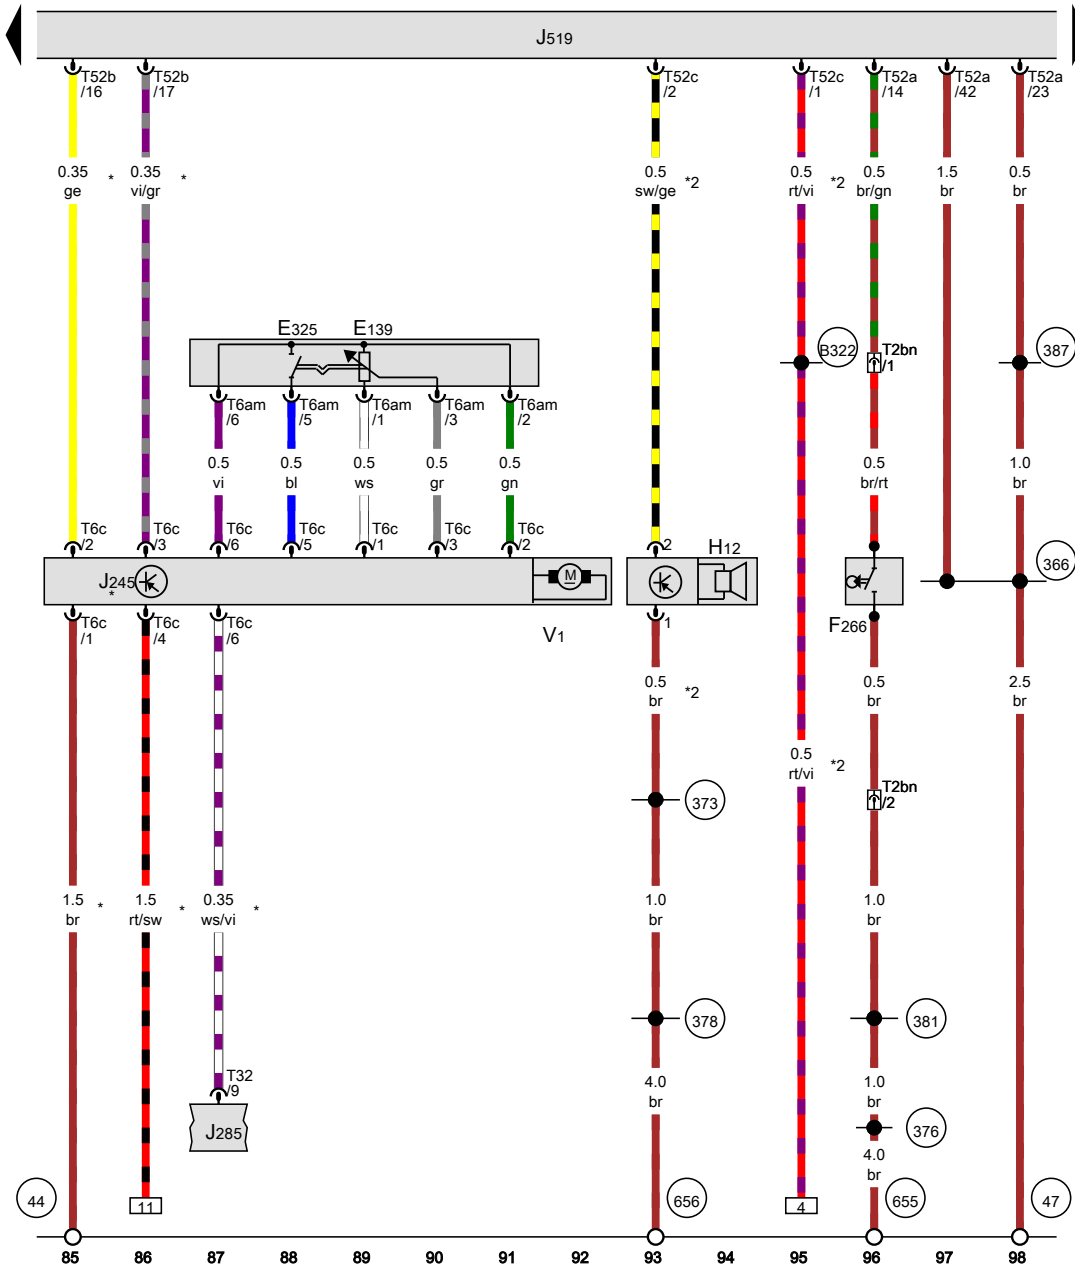 J519
T52b
/16
T52b
/17
T52c
/2
T52c
/1
T52a
/14
T52a
/42
T52a
/23
0.35
ge
*
0.35
vi/gr
*
0.5
sw/ge
*2
0.5
rt/vi
*2
0.5
br/gn
1.5
br
0.5
br
E325
E139
B322
T2bn
/1
387
T6am
/6
T6am
/5
T6am
/1
T6am
/3
T6am
/2
0.5
vi
0.5
bl
0.5
ws
0.5
gr
0.5
gn
0.5
br/rt
1.0
br
T6c
/2
T6c
/3
T6c
/6
T6c
/5
T6c
/1
T6c
/3
T6c
/2
2
H12
J245
*
M
366
T6c
/1
T6c
/4
T6c
/6
V1
1
F266
0.5
br
*2
0.5
br
2.5
br
0.5
rt/vi
*2
373
T2bn
/2
1.5
br
*
1.5
rt/sw
*
0.35
ws/vi
*
1.0
br
1.0
br
378
381
T32
/9
4.0
br
1.0
br
J285
376
4.0
br
44
11
656
4
655
47
85
86
87
88
89
90
91
92
93
94
95
96
97
98